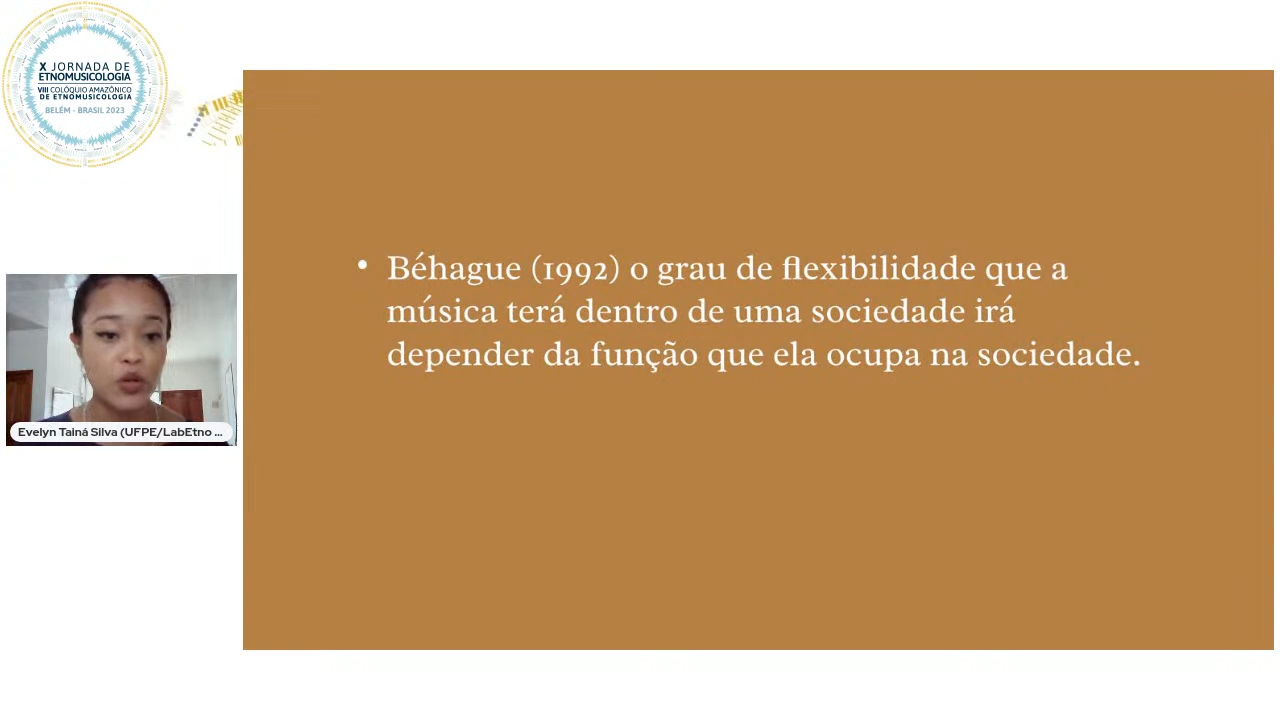 X JORNADA DE
ETNOMUSICOLOGIA
VIII COLÓQUIO AMAZÔNICO
DE ETNOMUSICOLOGIA
BELÉM - BRASIL 2023
• Béhague (1992) o grau de flexibilidade que a
música terá dentro de uma sociedade irá
depender da função que ela ocupa na sociedade.
Evelyn Tainá Silva (UFPE/LabEtno ...